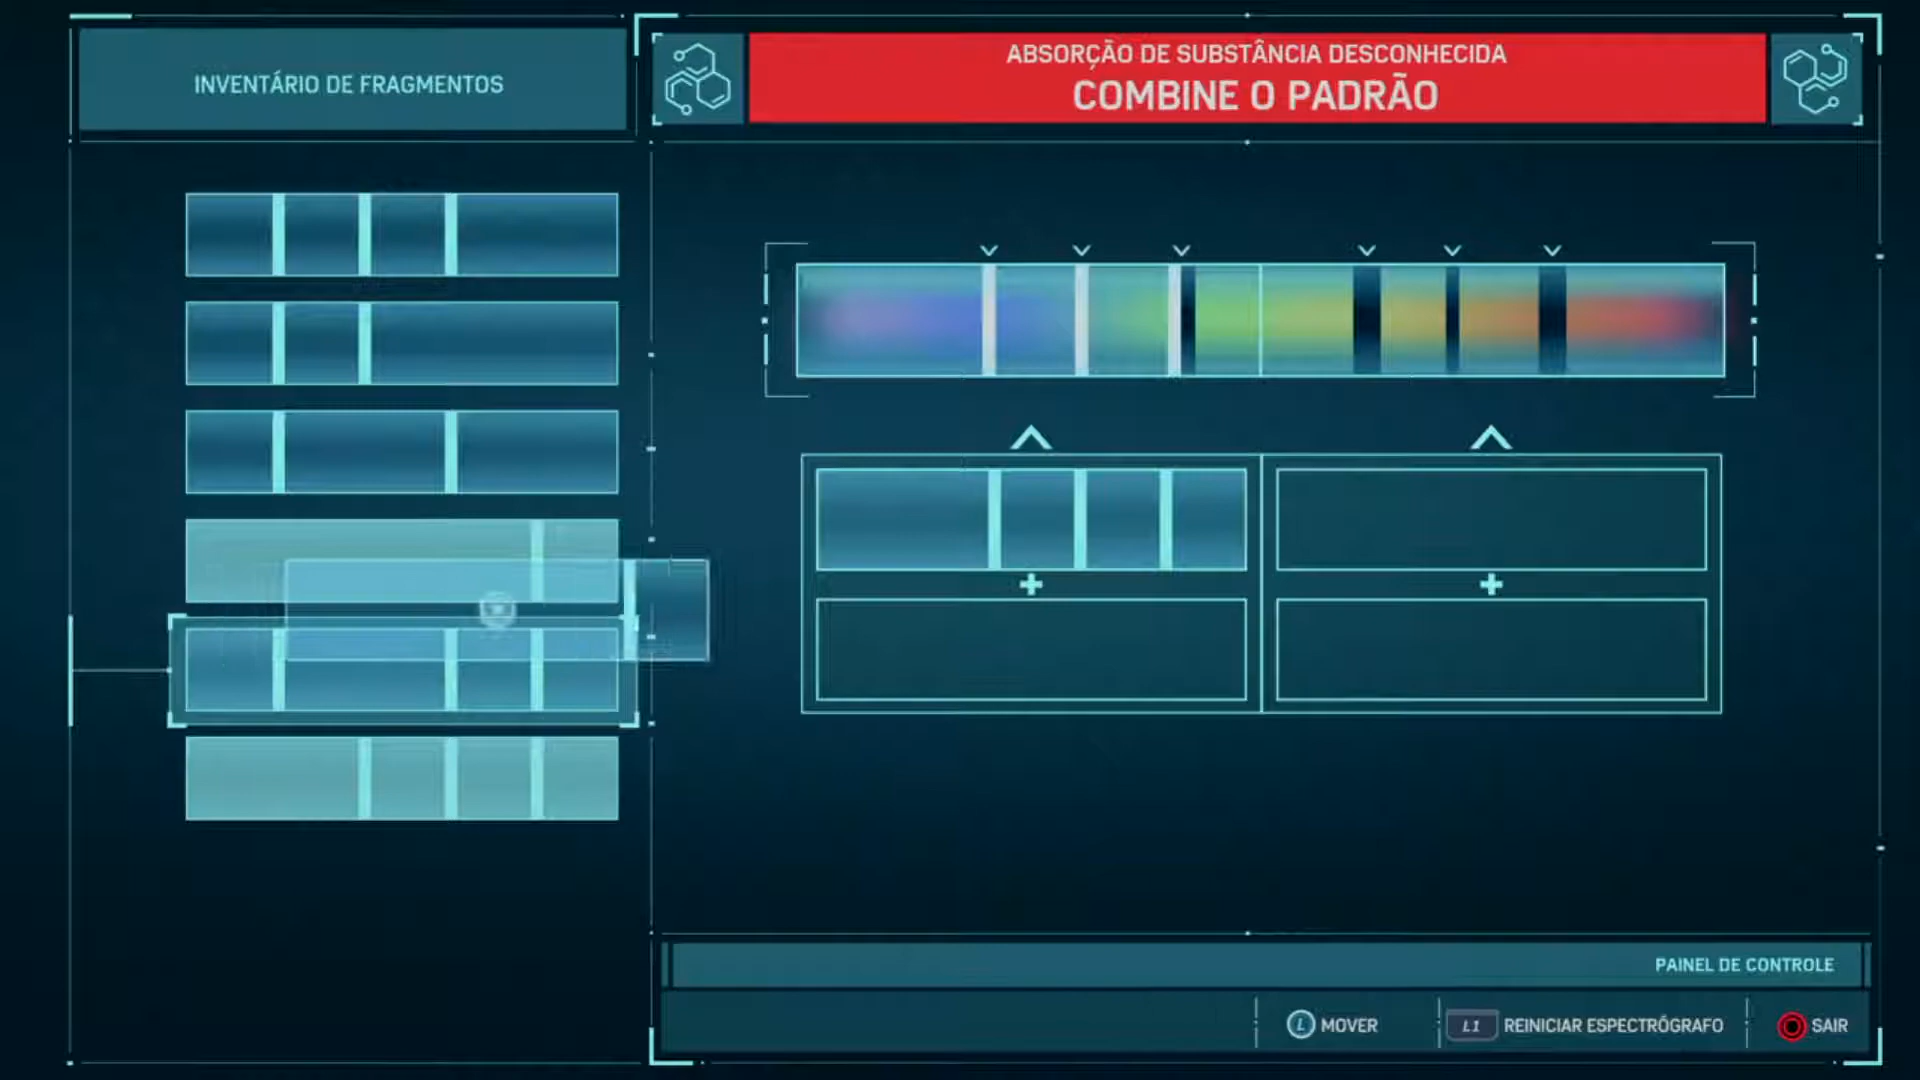 INVENTÁRIO DE FRAGMENTOS
ABSORÇÃO DE SUBSTÂNCIA DESCONHECIDA
COMBINE O PADRÃO
PAINEL DE CONTROLE
L MOVER
L1 REINICIAR ESPECTRÓGRAFO
SAIR